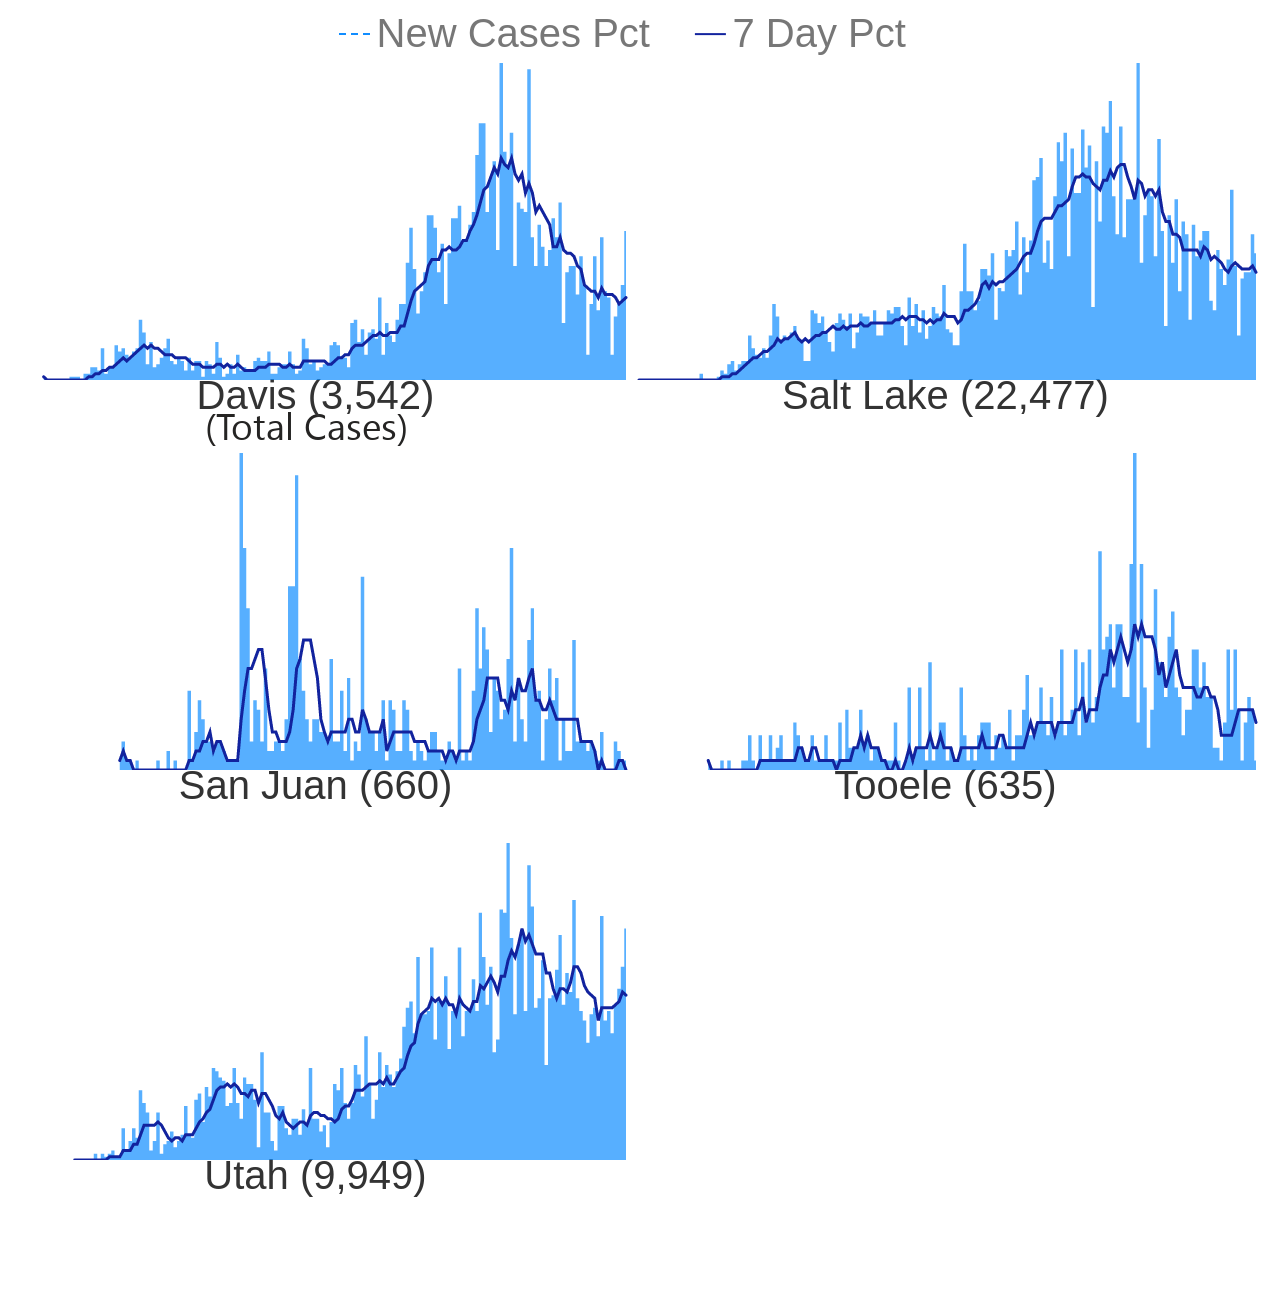 New Cases Pct 7 Day Pct
Davis (3,542) Salt Lake (22,477)
(Total Cases)
San Juan (660) Tooele (635)
Utah (9,949)